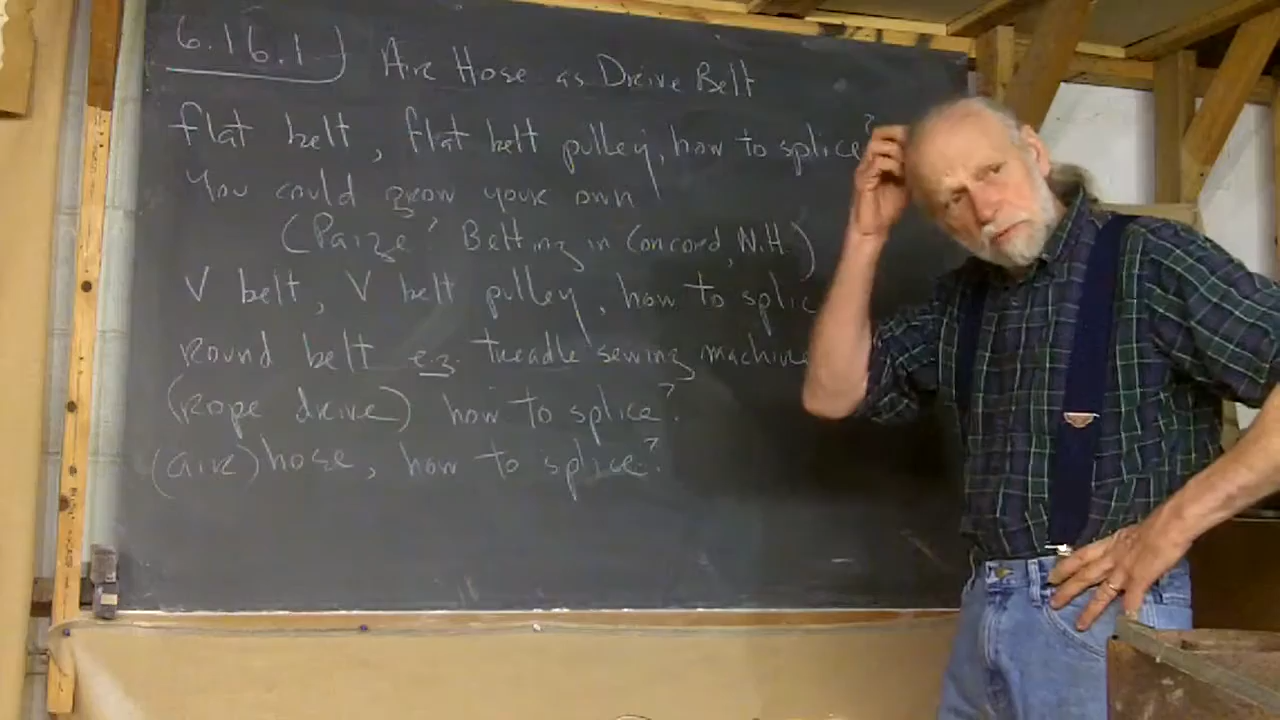 6.16.1) Air Hose as Drive Belt
flat belt, flat belt pulley, how to splice?
You could grow your own
(Paige? Belting in Concord, N.H.)
V belt, V belt pulley, how to splic
round belt e.g. treadle sewing machine
(rope drive) how to splice?
(air) hose, how to splice?